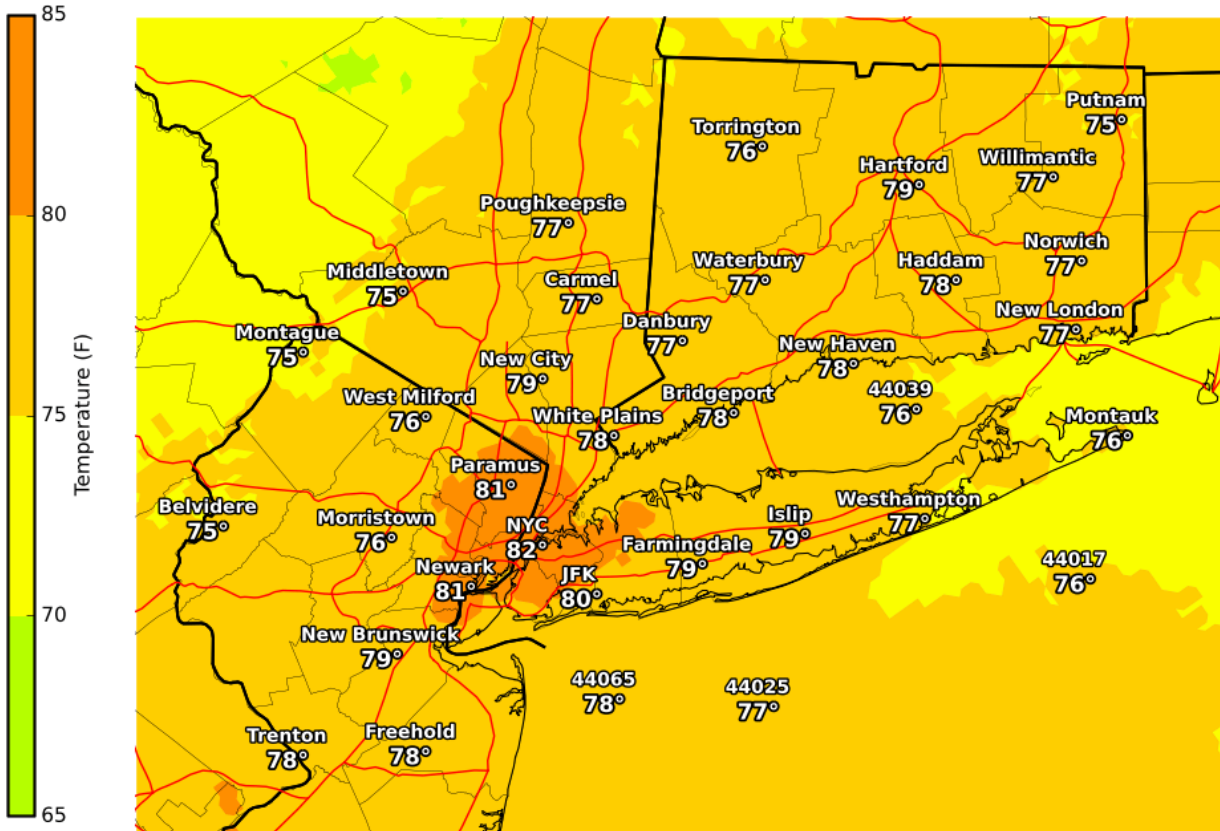 85
80
75
70
65
Temperature (F)
Putnam
75°
Torrington
76°
Hartford
79°
Willimantic
77°
Poughkeepsie
77°
Middletown
75°
Carmel
77°
Waterbury
77°
Haddam
78°
Norwich
77°
Montague
75°
Danbury
77°
New Haven
78°
New London
77°
New City
79°
West Milford
76°
White Plains
78°
Bridgeport
78°
44039
76°
Montauk
76°
Paramus
81°
Belvidere
75°
Morristown
76°
NYC
82°
Newark
81°
JFK
80°
Farmingdale
79°
Islip
79°
Westhampton
77°
44017
76°
New Brunswick
79°
44065
78°
44025
77°
Trenton
78°
Freehold
78°